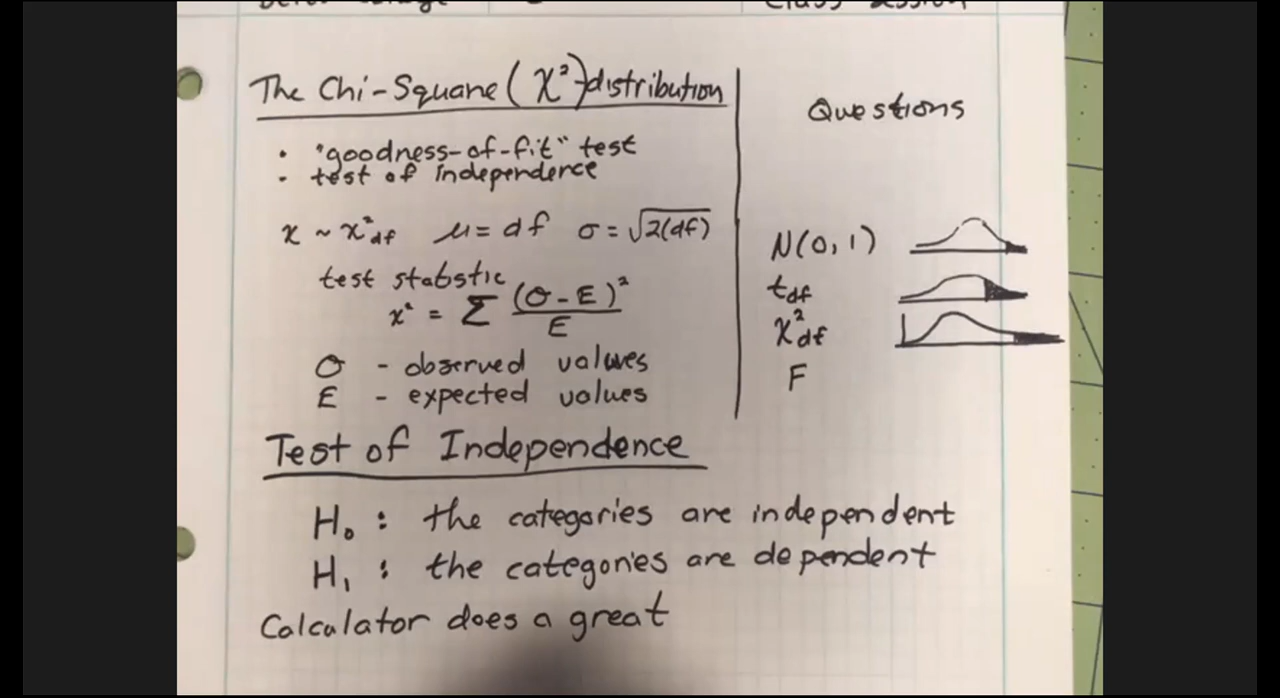 The Chi-Square (χ²) distribution
Questions
• "goodness-of-fit" test
- test of independence
x ~ χ²df μ = df σ = √2(df)
N(0,1)
test statistic
tdf
χ² = Σ (O-E)²/E
χ²df
O - observed values
F
E - expected values
Test of Independence
H₀ : the categories are independent
H₁ : the categories are dependent
Calculator does a great